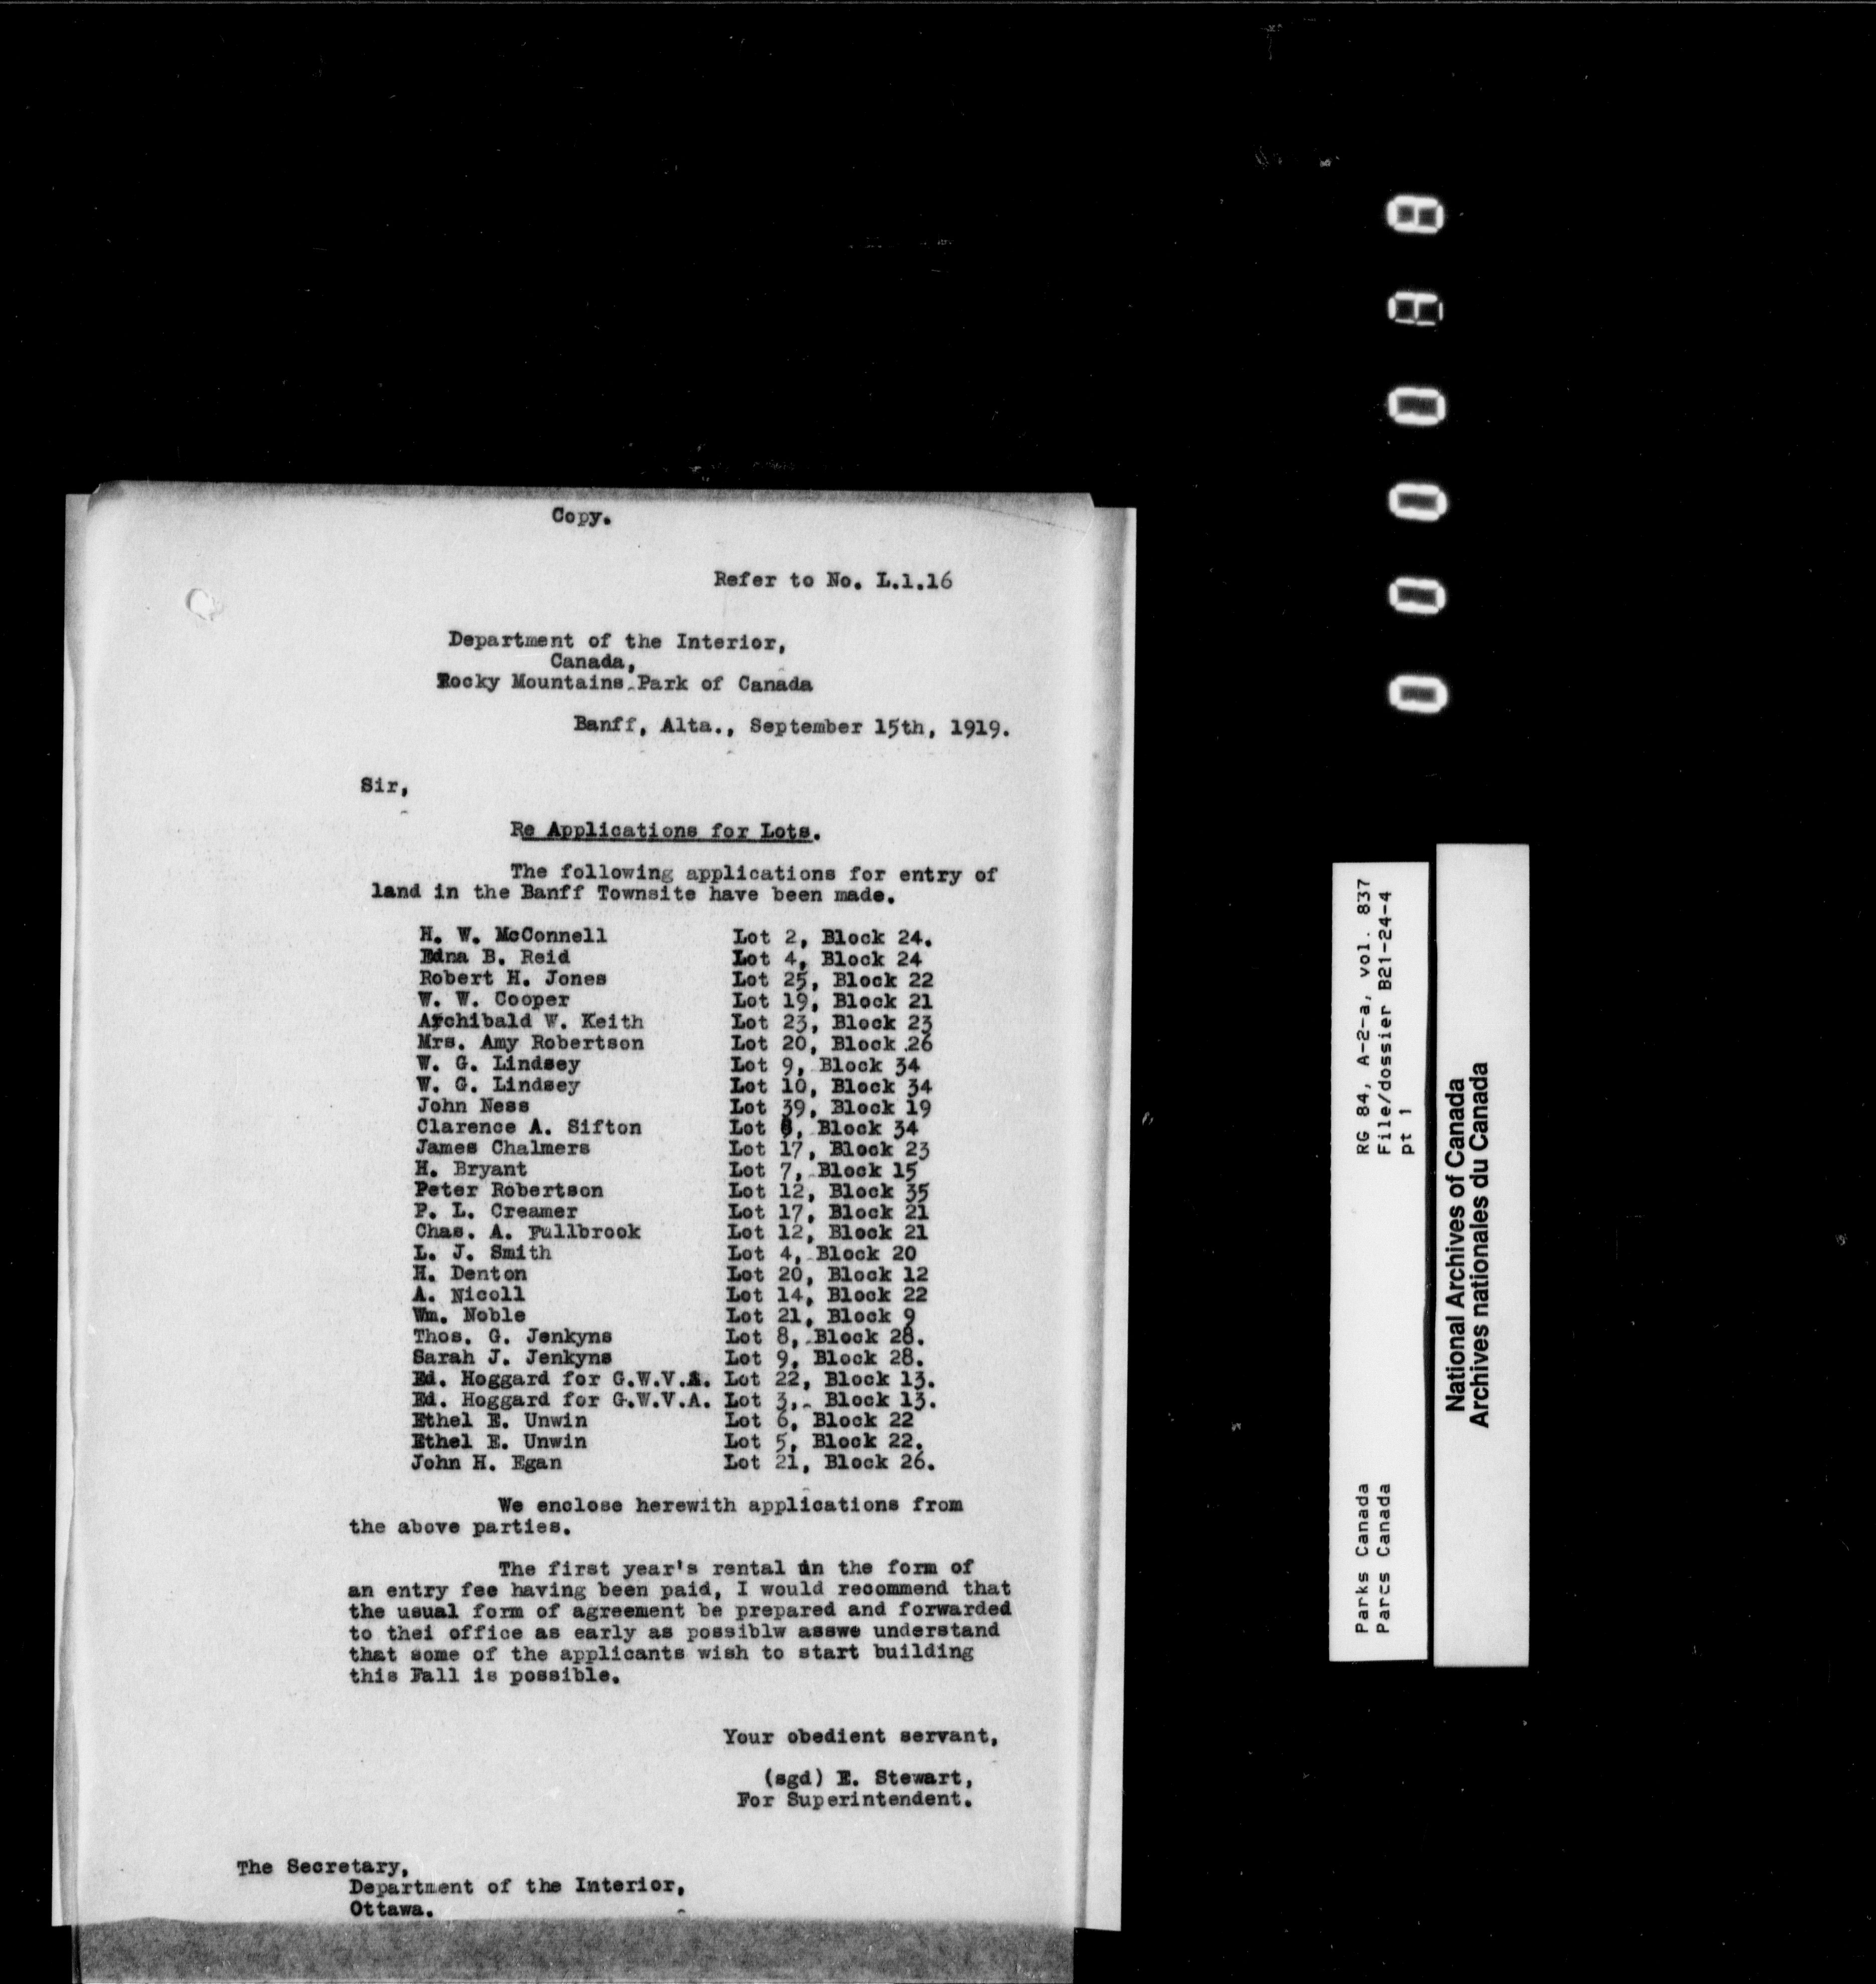 Copy.
Refer to No. L.1.16
Department of the Interior,
Canada,
Rocky Mountains Park of Canada
Banff, Alta., September 15th, 1919.
Sir,
Re Applications for Lots.
The following applications for entry of
land in the Banff Townsite have been made.
H. W. McConnell Lot 2, Block 24.
Edna B. Reid Lot 4, Block 24
Robert H. Jones Lot 25, Block 22
W. W. Cooper Lot 19, Block 21
Archibald W. Keith Lot 23, Block 23
Mrs. Amy Robertson Lot 20, Block 26
W. G. Lindsey Lot 9, Block 34
W. G. Lindsey Lot 10, Block 34
John Ness Lot 39, Block 19
Clarence A. Sifton Lot 8, Block 34
James Chalmers Lot 17, Block 23
H. Bryant Lot 7, Block 15
Peter Robertson Lot 12, Block 35
P. L. Creamer Lot 17, Block 21
Chas. A. Fullbrook Lot 12, Block 21
L. J. Smith Lot 4, Block 20
H. Denton Lot 20, Block 12
A. Nicoll Lot 14, Block 22
Wm. Noble Lot 21, Block 9
Thos. G. Jenkyns Lot 8, Block 28.
Sarah J. Jenkyns Lot 9, Block 28.
Ed. Hoggard for G.W.V.A. Lot 22, Block 13.
Ed. Hoggard for G.W.V.A. Lot 3, Block 13.
Ethel E. Unwin Lot 6, Block 22
Ethel E. Unwin Lot 5, Block 22.
John H. Egan Lot 21, Block 26.
We enclose herewith applications from
the above parties.
The first year's rental in the form of
an entry fee having been paid, I would recommend that
the usual form of agreement be prepared and forwarded
to thei office as early as possiblw asswe understand
that some of the applicants wish to start building
this Fall is possible.
Your obedient servant,
(sgd) E. Stewart,
For Superintendent.
The Secretary,
Department of the Interior,
Ottawa.
000048
Parks Canada RG 84, A-2-a, vol. 837
Parcs Canada File/dossier B21-24-4
pt 1
National Archives of Canada
Archives nationales du Canada